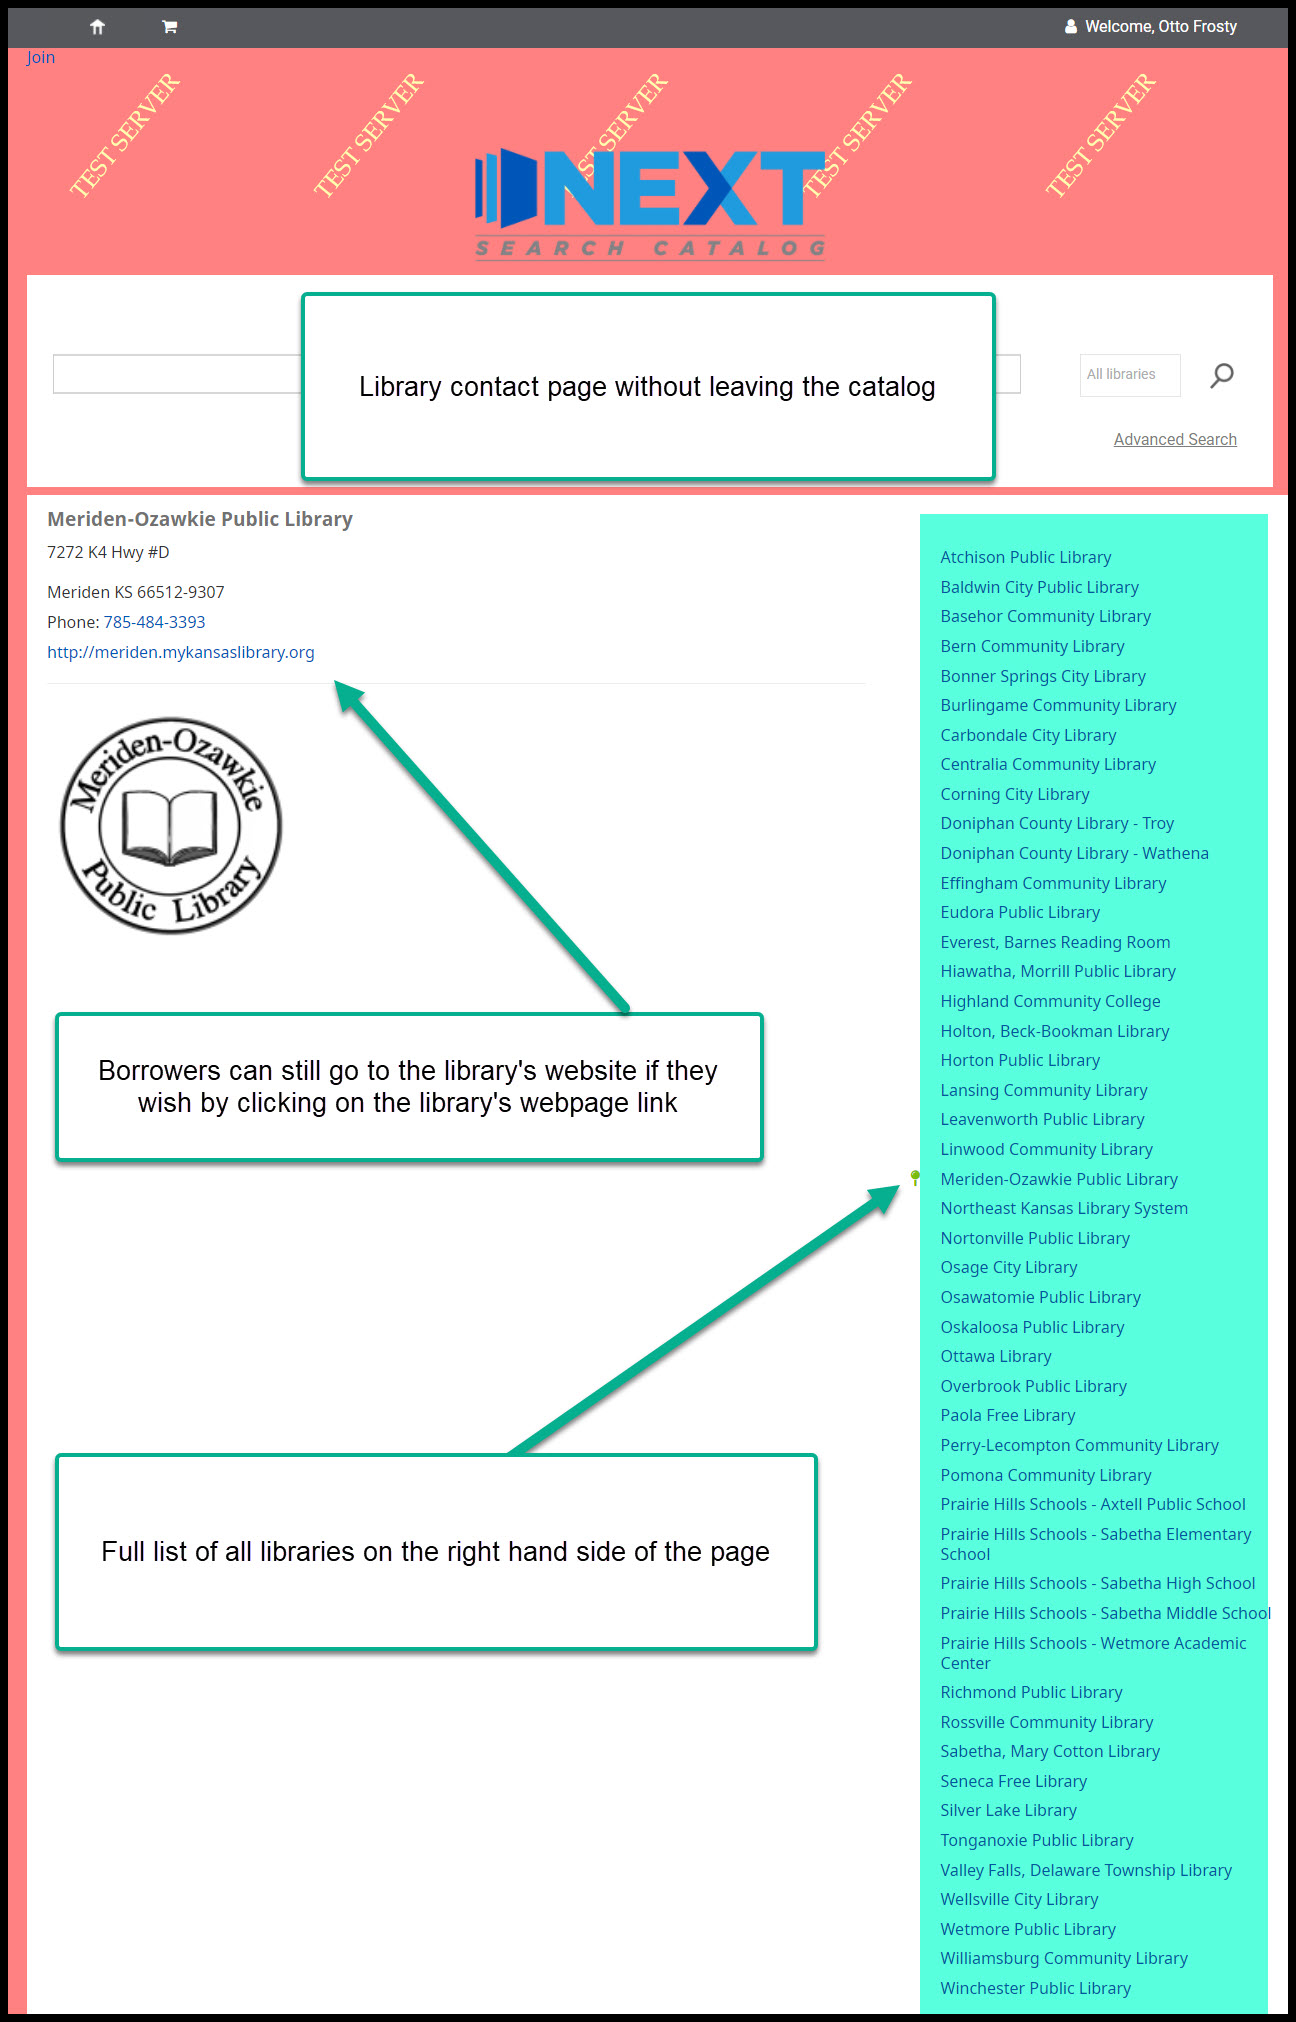 Welcome, Otto Frosty
Join
TEST SERVER
TEST SERVER
TEST SERVER
TEST SERVER
TEST SERVER
NEXT
SEARCH CATALOG
Library contact page without leaving the catalog
All libraries
Advanced Search
Meriden-Ozawkie Public Library
7272 K4 Hwy #D
Meriden KS 66512-9307
Phone: 785-484-3393
http://meriden.mykansaslibrary.org
Meriden-Ozawkie
Public Library
Borrowers can still go to the library's website if they
wish by clicking on the library's webpage link
Full list of all libraries on the right hand side of the page
Atchison Public Library
Baldwin City Public Library
Basehor Community Library
Bern Community Library
Bonner Springs City Library
Burlingame Community Library
Carbondale City Library
Centralia Community Library
Corning City Library
Doniphan County Library - Troy
Doniphan County Library - Wathena
Effingham Community Library
Eudora Public Library
Everest, Barnes Reading Room
Hiawatha, Morrill Public Library
Highland Community College
Holton, Beck-Bookman Library
Horton Public Library
Lansing Community Library
Leavenworth Public Library
Linwood Community Library
Meriden-Ozawkie Public Library
Northeast Kansas Library System
Nortonville Public Library
Osage City Library
Osawatomie Public Library
Oskaloosa Public Library
Ottawa Library
Overbrook Public Library
Paola Free Library
Perry-Lecompton Community Library
Pomona Community Library
Prairie Hills Schools - Axtell Public School
Prairie Hills Schools - Sabetha Elementary
School
Prairie Hills Schools - Sabetha High School
Prairie Hills Schools - Sabetha Middle School
Prairie Hills Schools - Wetmore Academic
Center
Richmond Public Library
Rossville Community Library
Sabetha, Mary Cotton Library
Seneca Free Library
Silver Lake Library
Tonganoxie Public Library
Valley Falls, Delaware Township Library
Wellsville City Library
Wetmore Public Library
Williamsburg Community Library
Winchester Public Library